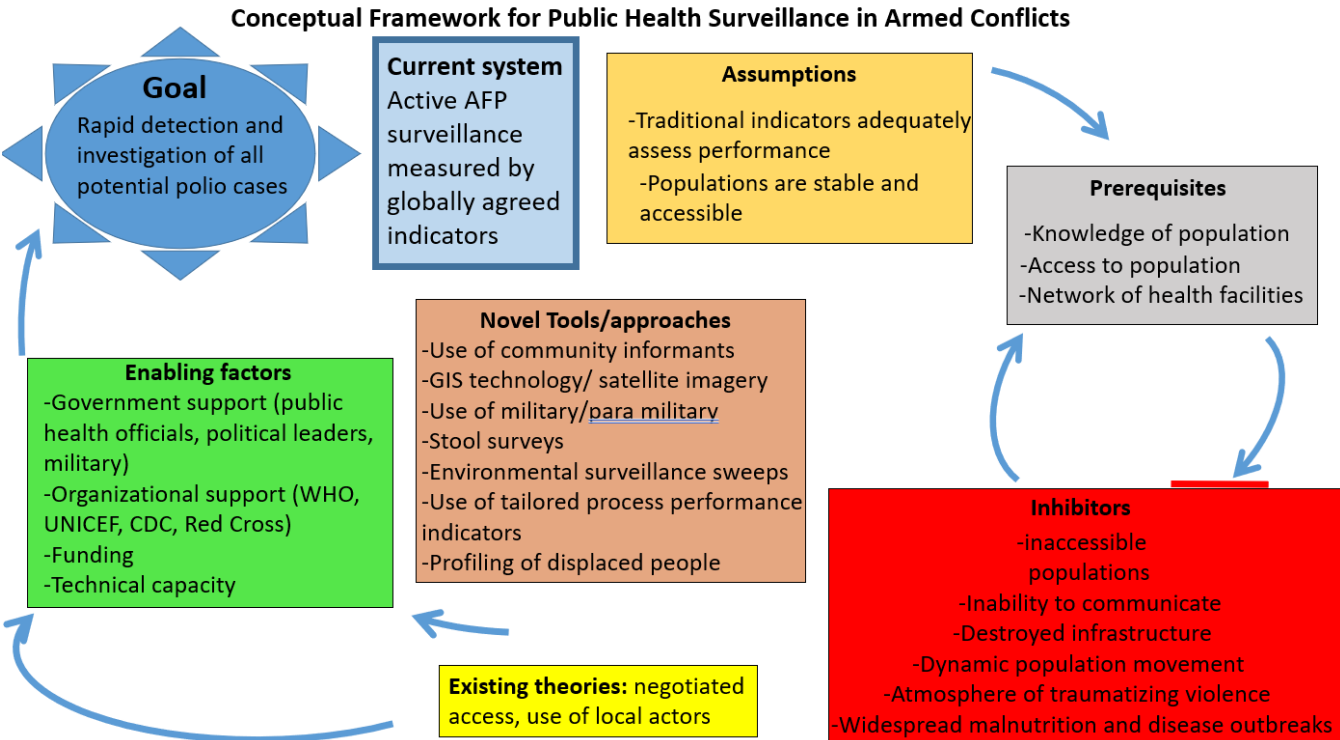 Conceptual Framework for Public Health Surveillance in Armed Conflicts
Goal
Rapid detection and
investigation of all
potential polio cases
Current system
Active AFP
surveillance
measured by
globally agreed
indicators
Assumptions
-Traditional indicators adequately
assess performance
-Populations are stable and
accessible
Prerequisites
-Knowledge of population
-Access to population
-Network of health facilities
Novel Tools/approaches
-Use of community informants
-GIS technology/ satellite imagery
-Use of military/para military
-Stool surveys
-Environmental surveillance sweeps
-Use of tailored process performance
indicators
-Profiling of displaced people
Enabling factors
-Government support (public
health officials, political leaders,
military)
-Organizational support (WHO,
UNICEF, CDC, Red Cross)
-Funding
-Technical capacity
Inhibitors
-inaccessible
populations
-Inability to communicate
-Destroyed infrastructure
-Dynamic population movement
-Atmosphere of traumatizing violence
-Widespread malnutrition and disease outbreaks
Existing theories: negotiated
access, use of local actors